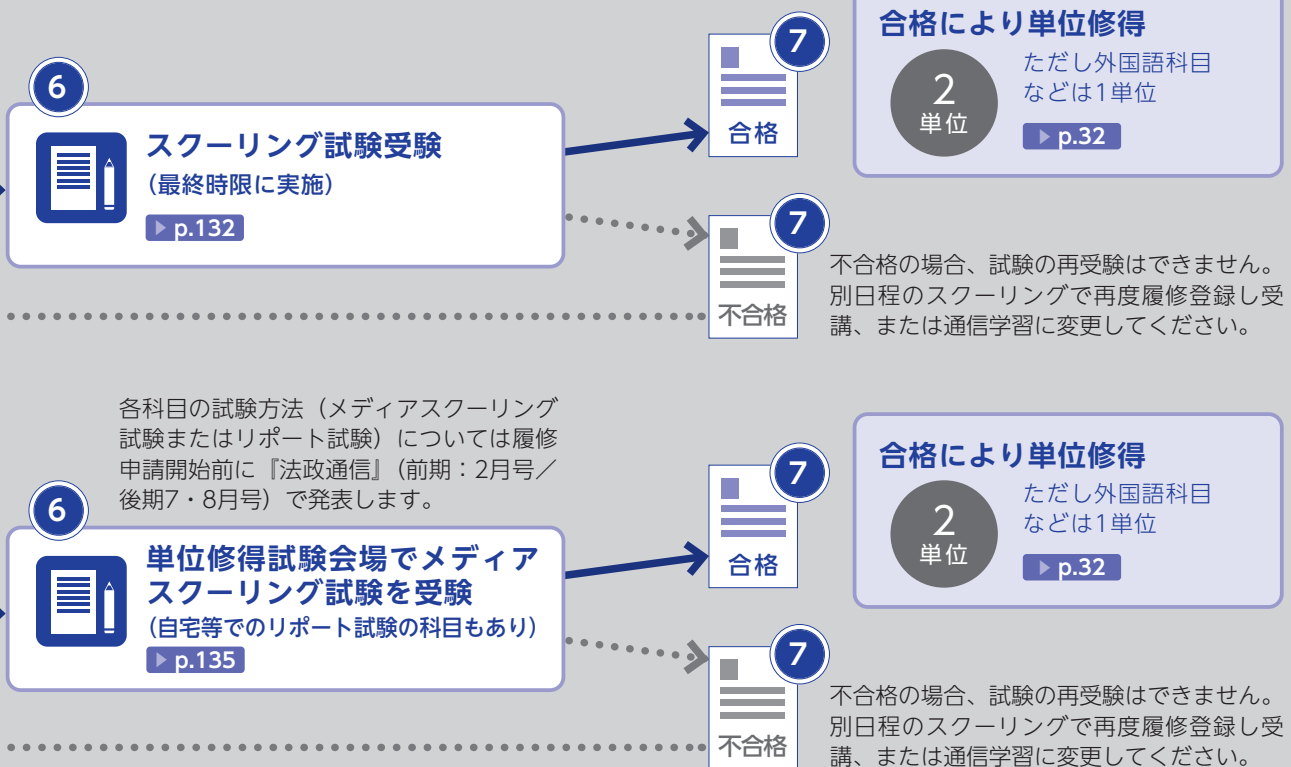 6
スクーリング試験受験
(最終時限に実施)
▶ p.132
7
合格
合格により単位修得
2
単位
ただし外国語科目
などは1単位
▶ p.32
7
不合格
不合格の場合、試験の再受験はできません。
別日程のスクーリングで再度履修登録し受
講、または通信学習に変更してください。
各科目の試験方法（メディアスクーリング
試験またはリポート試験）については履修
申請開始前に『法政通信』（前期：2月号／
後期7・8月号）で発表します。
6
単位修得試験会場でメディア
スクーリング試験を受験
（自宅等でのリポート試験の科目もあり）
▶ p.135
7
合格
合格により単位修得
2
単位
ただし外国語科目
などは1単位
▶ p.32
7
不合格
不合格の場合、試験の再受験はできません。
別日程のスクーリングで再度履修登録し受
講、または通信学習に変更してください。